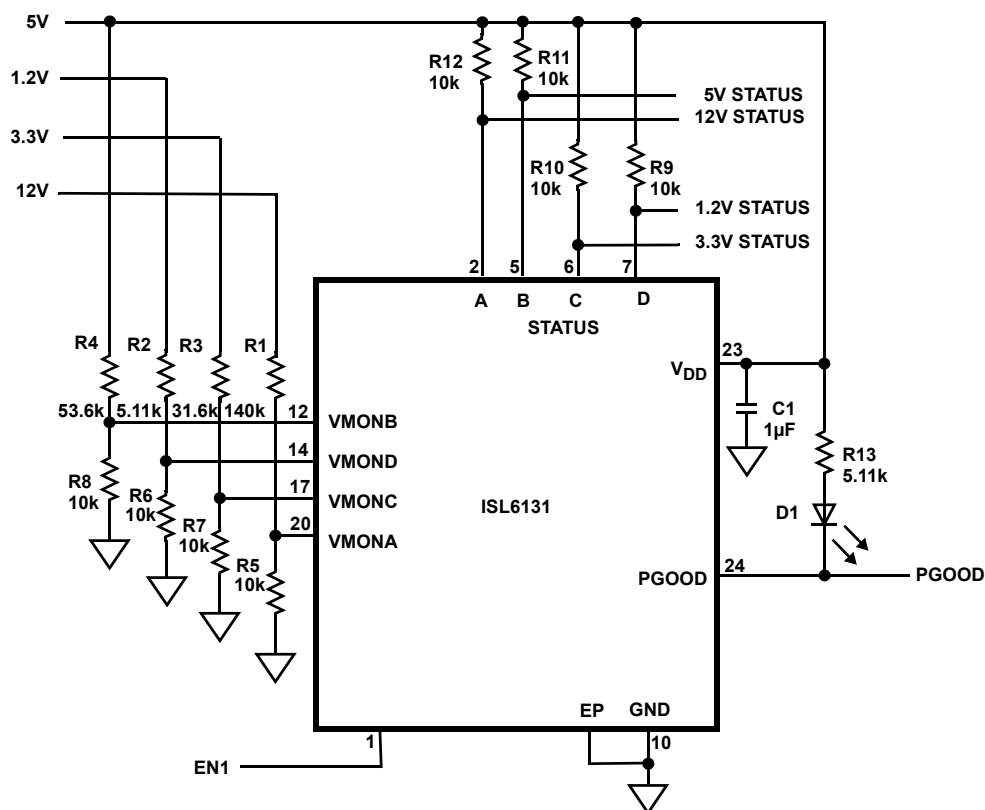 5V
1.2V
3.3V
12V
R12
10k
R11
10k
5V STATUS
12V STATUS
R10
10k
R9
10k
1.2V STATUS
3.3V STATUS
2
5
6
7
A
B
C
D
STATUS
R4
R2
R3
R1
53.6k
5.11k
31.6k
140k
12
VMONB
14
VMOND
17
VMONC
20
VMONA
R8
10k
R6
10k
R7
10k
R5
10k
ISL6131
23
VDD
C1
1µF
R13
5.11k
D1
24
PGOOD
PGOOD
EP
GND
1
10
EN1